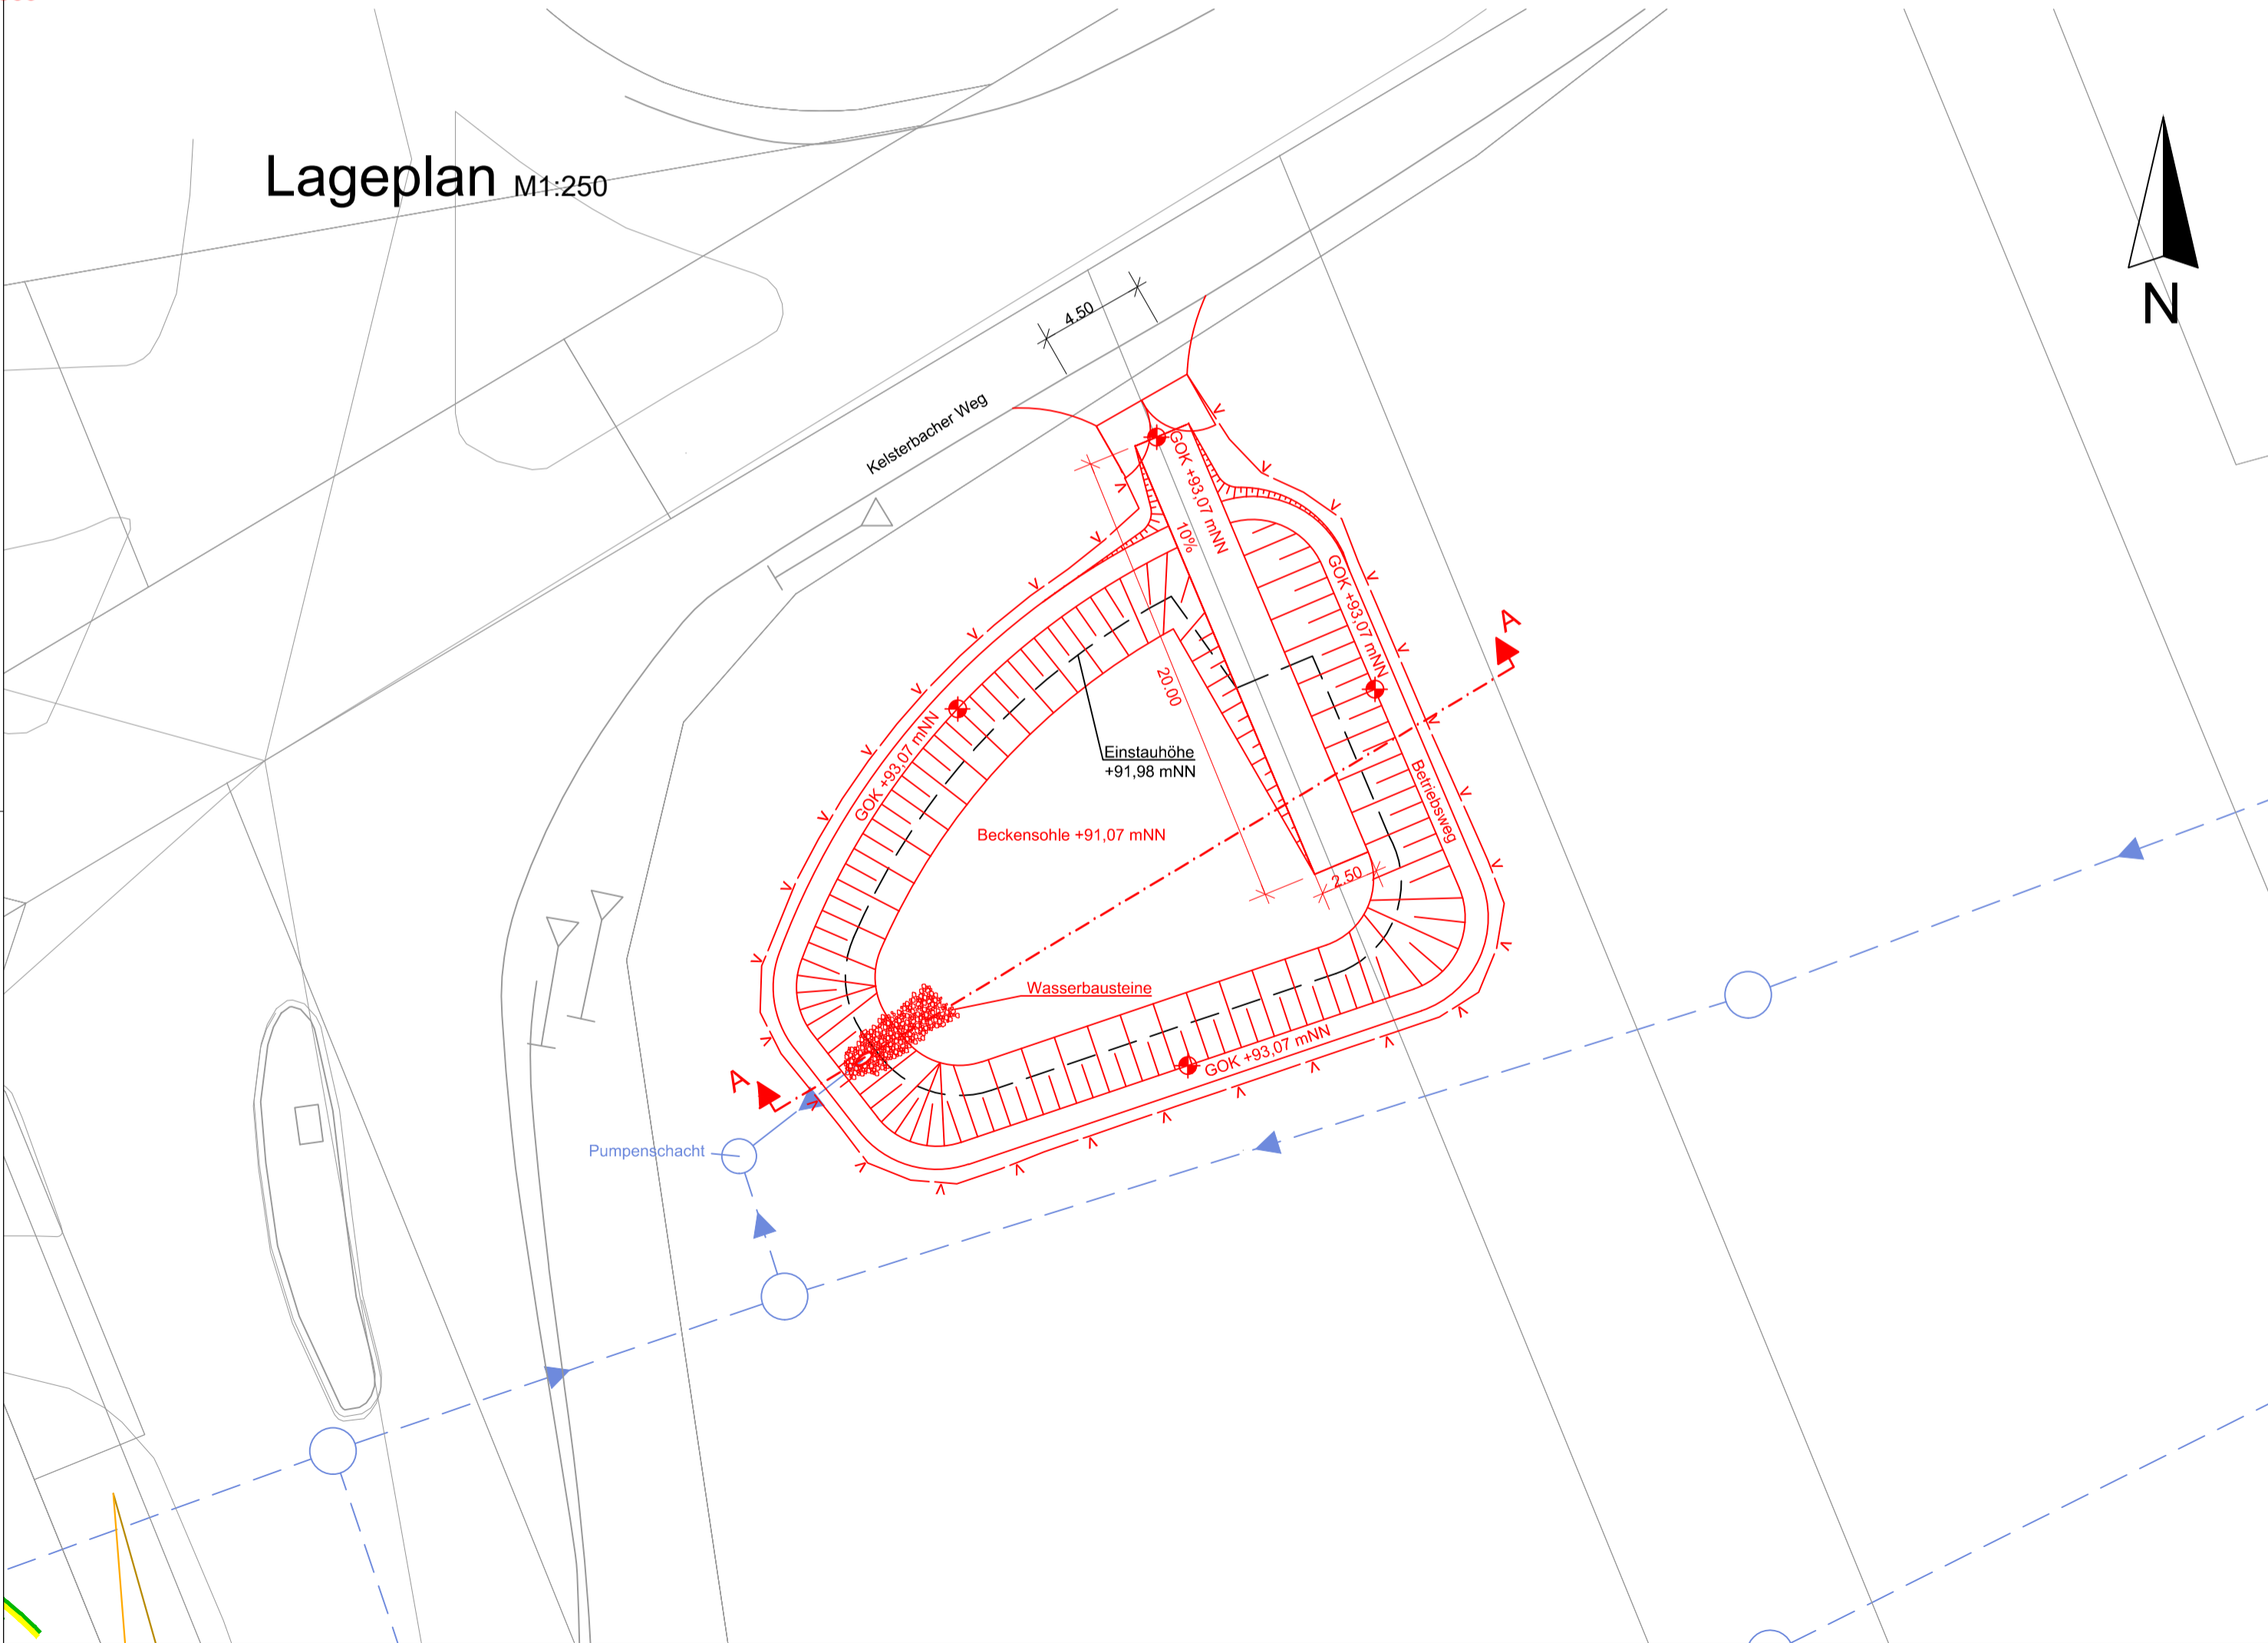 Lageplan M1:250
N
4.50
Kelsterbacher Weg
GOK +93,07 mNN
10%
GOK +93,07 mNN
A
20.00
GOK +93,07 mNN
Einstauhöhe
+91,98 mNN
Betriebsweg
Beckensohle +91,07 mNN
2.50
Wasserbausteine
GOK +93,07 mNN
A
Pumpenschacht